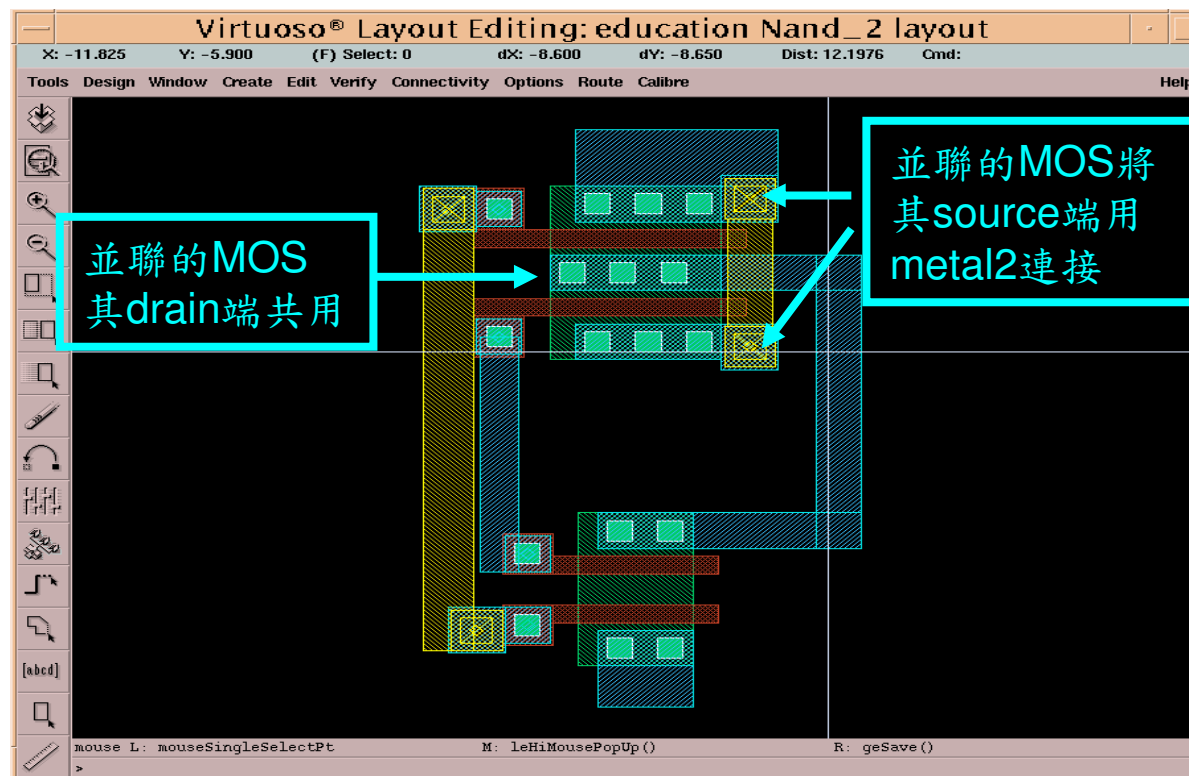 Virtuoso® Layout Editing: education Nand_2 layout
X: -11.825 Y: -5.900 (F) Select: 0 dX: -8.600 dY: -8.650 Dist: 12.1976 Cmd:
Tools Design Window Create Edit Verify Connectivity Options Route Calibre Help
並聯的MOS將
其source端用
metal2連接
並聯的MOS
其drain端共用
[abcd]
mouse L: mouseSingleSelectPt M: leHiMousePopUp() R: geSave()
>